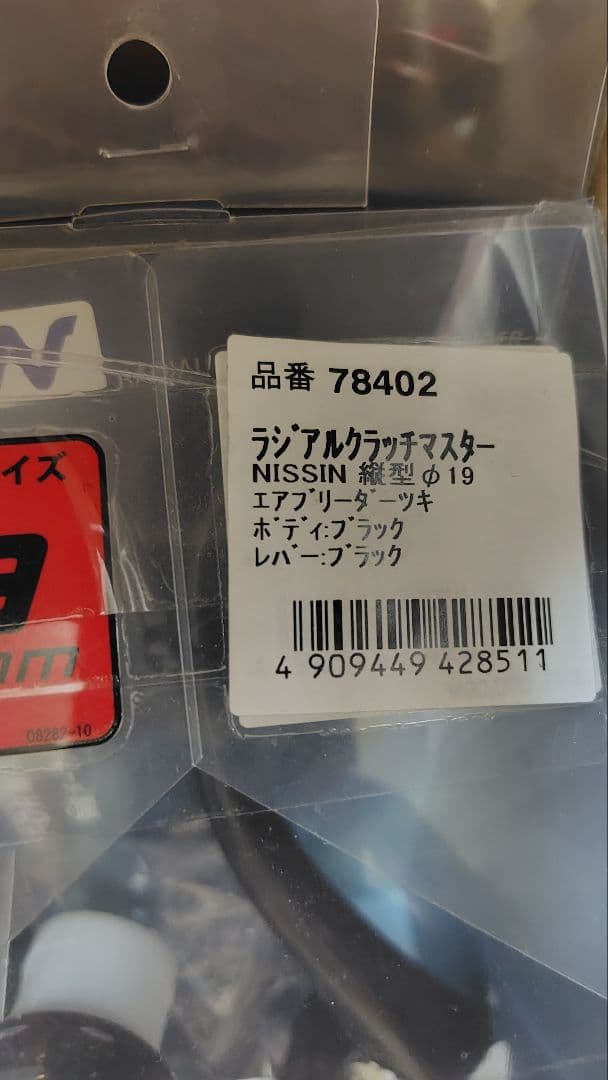 品番 78402
ラジアルクラッチマスター
NISSIN 縦型 φ19
エアブリーダーツキ
ボディ:ブラック
レバー:ブラック
4 909449 428511
イズ
mm
08282-10